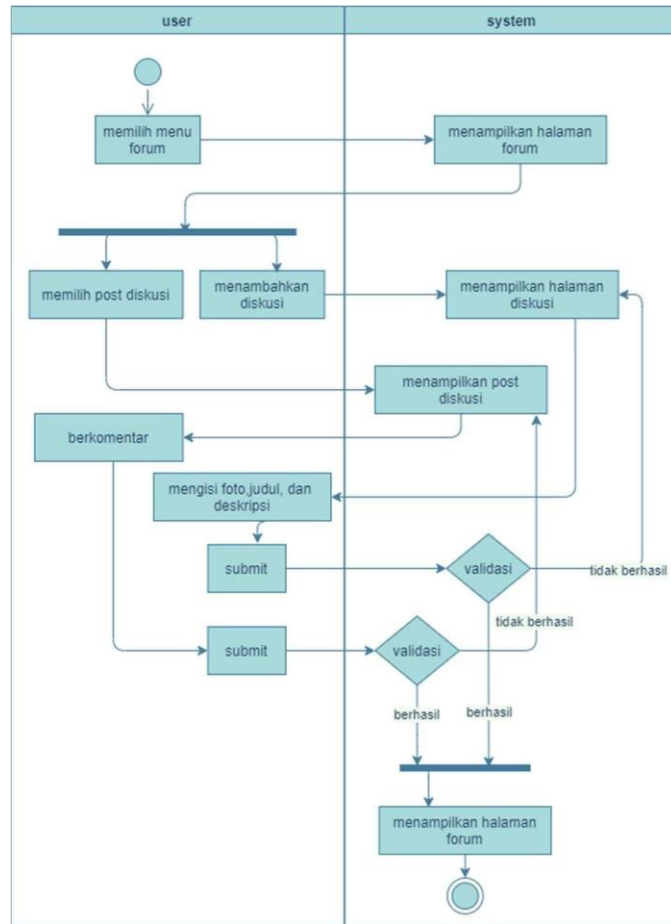 user
system
memilih menu
forum
menampilkan halaman
forum
memilih post diskusi
menambahkan
diskusi
menampilkan halaman
diskusi
menampilkan post
diskusi
berkomentar
mengisi foto,judul, dan
deskripsi
submit
validasi
tidak berhasil
tidak berhasil
submit
validasi
berhasil
berhasil
menampilkan halaman
forum